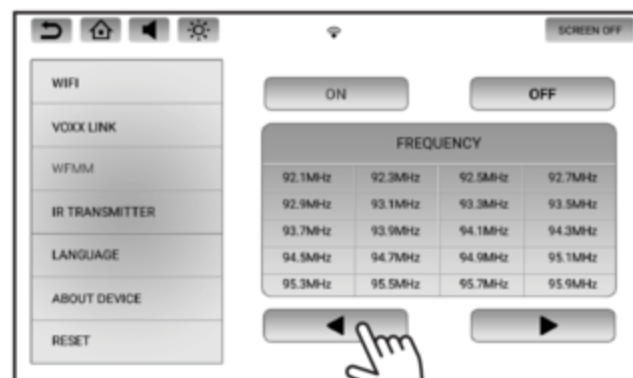 SCREEN OFF
WIFI
VOXX LINK
WFMM
IR TRANSMITTER
LANGUAGE
ABOUT DEVICE
RESET
ON OFF
FREQUENCY
92.1MHz 92.3MHz 92.5MHz 92.7MHz
92.9MHz 93.1MHz 93.3MHz 93.5MHz
93.7MHz 93.9MHz 94.1MHz 94.3MHz
94.5MHz 94.7MHz 94.9MHz 95.1MHz
95.3MHz 95.5MHz 95.7MHz 95.9MHz